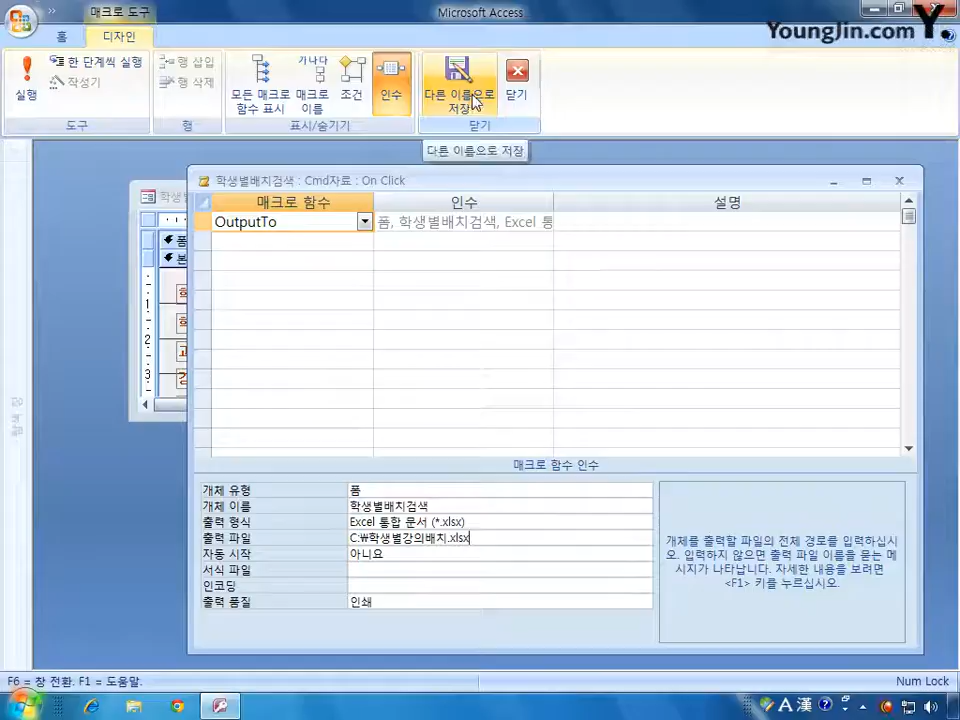 매크로 도구
Microsoft Access
YoungJin.com Y
홈
디자인
실행
한 단계씩 실행
작성기
도구
행 삽입
행 삭제
행
모든 매크로
함수 표시
가나다
매크로
이름
조건
인수
표시/숨기기
다른 이름으로
저장
닫기
닫기
다른 이름으로 저장
학생별배치검색 : Cmd자료 : On Click
매크로 함수
인수
설명
OutputTo
폼, 학생별배치검색, Excel 통
1
2
3
매크로 함수 인수
개체 유형
폼
개체 이름
학생별배치검색
출력 형식
Excel 통합 문서 (*.xlsx)
출력 파일
C:₩학생별강의배치.xlsx
자동 시작
아니요
서식 파일
인코딩
출력 품질
인쇄
개체를 출력할 파일의 전체 경로를 입력하십시
오. 입력하지 않으면 출력 파일 이름을 묻는 메
시지가 나타납니다. 자세한 내용을 보려면
<F1> 키를 누르십시오.
F6 = 창 전환. F1 = 도움말.
Num Lock
A 漢